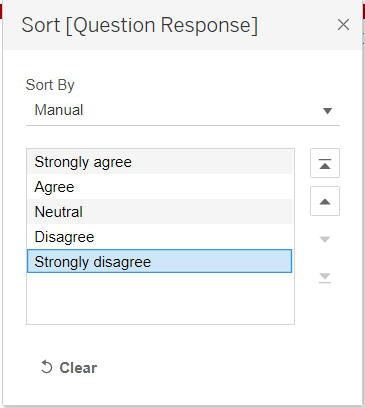 Sort [Question Response]
Sort By
Manual
Strongly agree
Agree
Neutral
Disagree
Strongly disagree
Clear